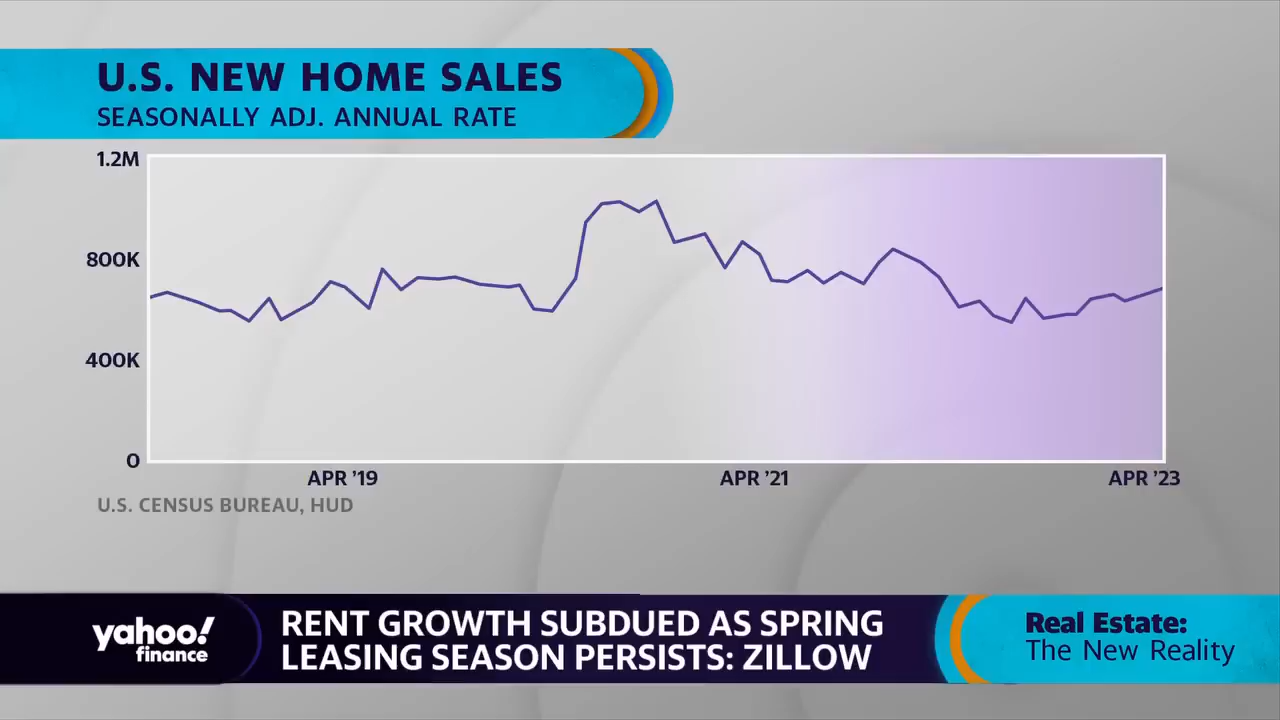 U.S. NEW HOME SALES
SEASONALLY ADJ. ANNUAL RATE
1.2M
800K
400K
0
APR ’19
APR ’21
APR ’23
U.S. CENSUS BUREAU, HUD
yahoo!
finance
RENT GROWTH SUBDUED AS SPRING
LEASING SEASON PERSISTS: ZILLOW
Real Estate:
The New Reality